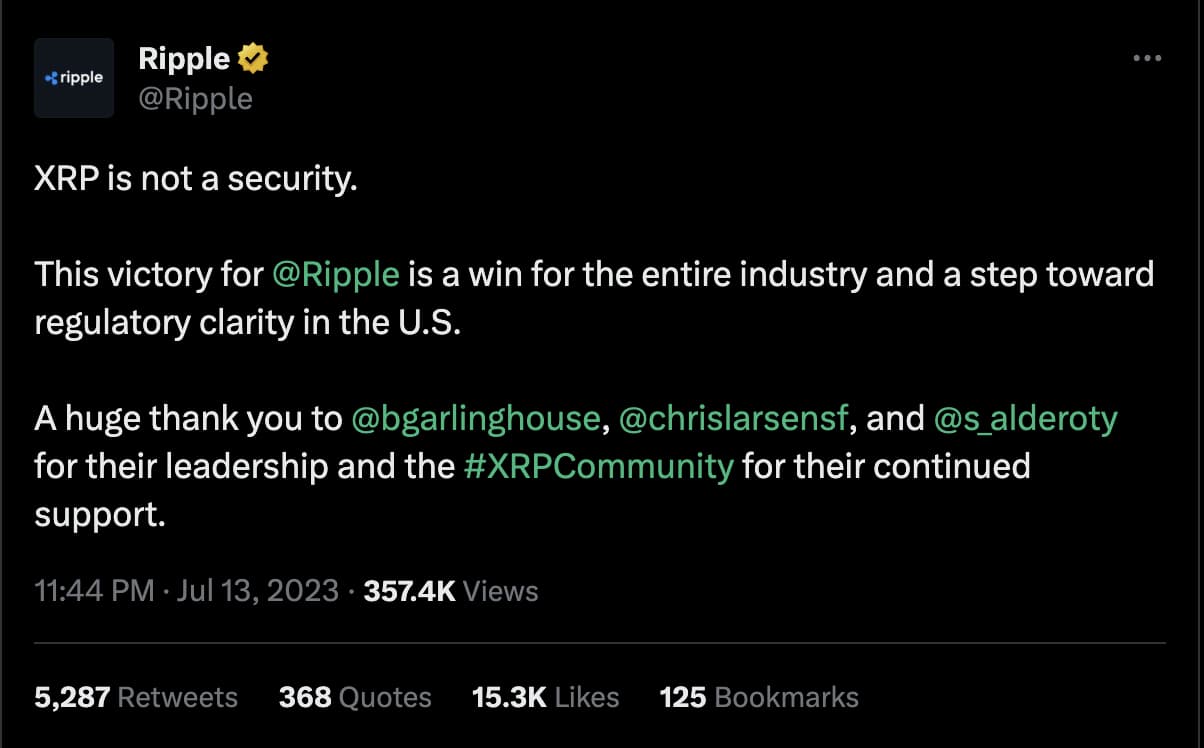 ripple
Ripple
@Ripple
XRP is not a security.
This victory for @Ripple is a win for the entire industry and a step toward
regulatory clarity in the U.S.
A huge thank you to @bgarlinghouse, @chrislarsensf, and @s_alderoty
for their leadership and the #XRPCommunity for their continued
support.
11:44 PM · Jul 13, 2023 · 357.4K Views
5,287 Retweets 368 Quotes 15.3K Likes 125 Bookmarks